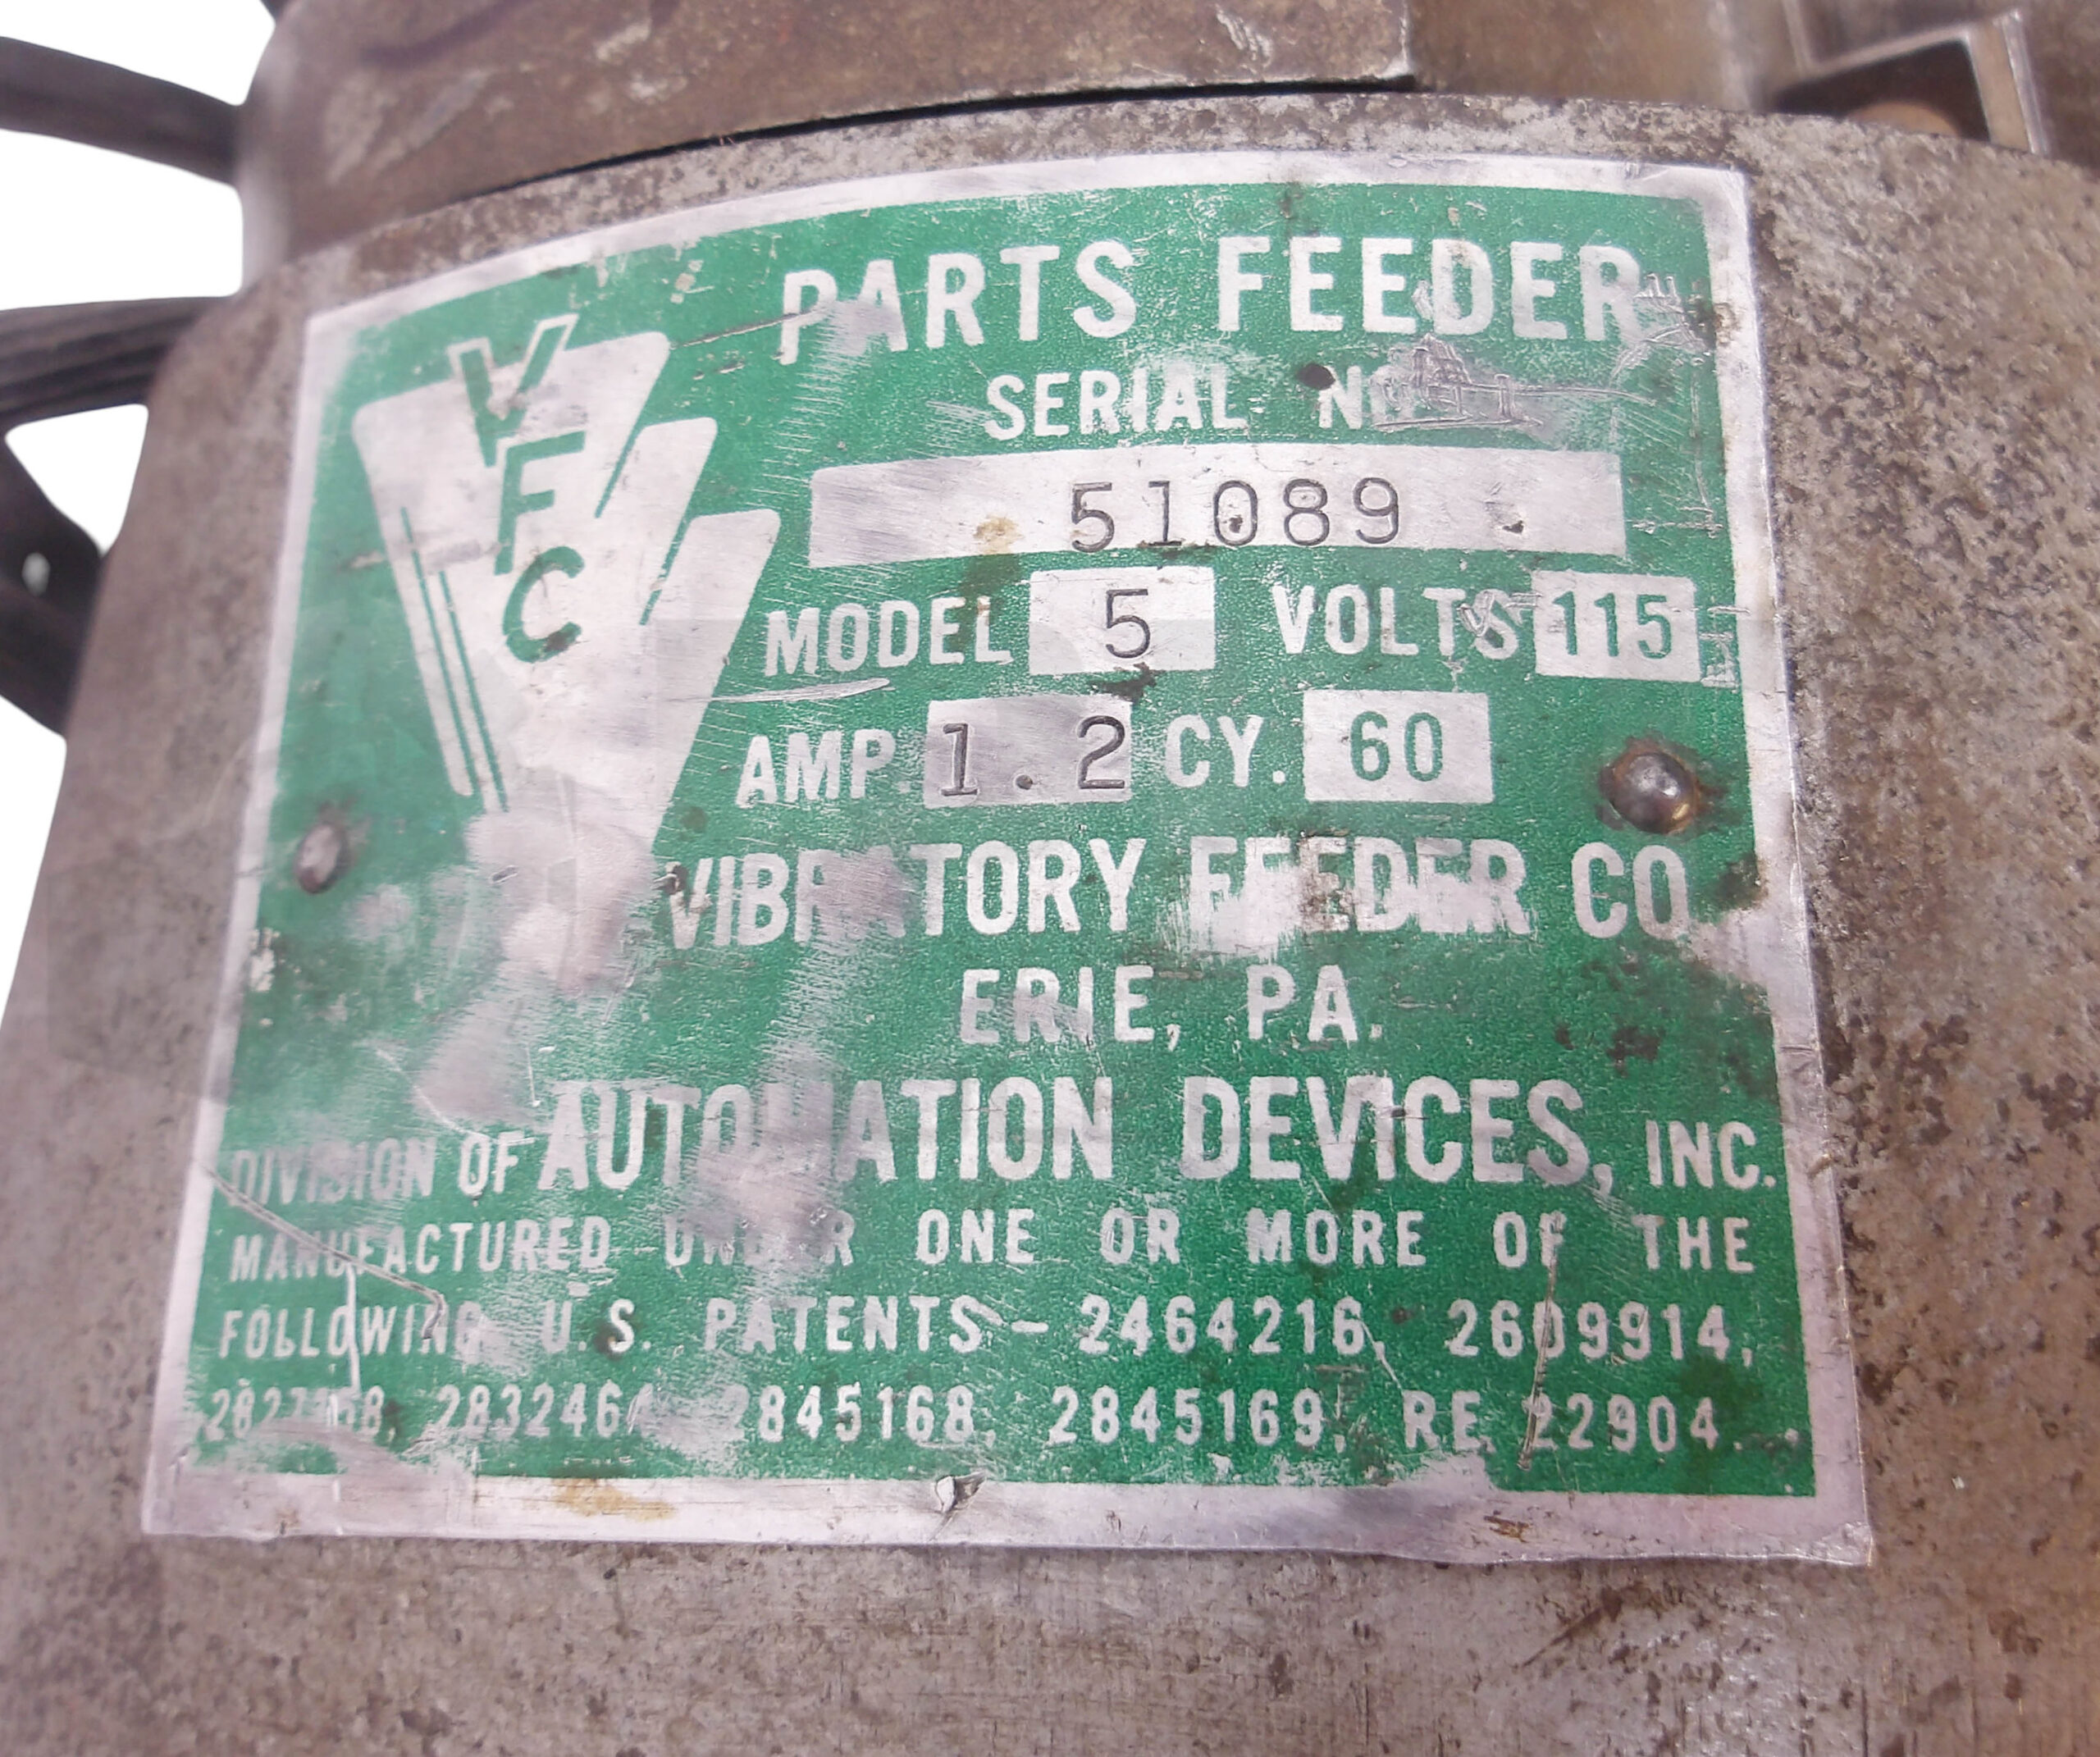 VFC
PARTS FEEDER
SERIAL NO
51089
MODEL 5 VOLTS 115
AMP. 1.2 CY. 60
VIBRATORY FEEDER CO.
ERIE, PA.
DIVISION OF AUTOMATION DEVICES, INC.
MANUFACTURED UNDER ONE OR MORE OF THE
FOLLOWING U.S. PATENTS — 2464216, 2609914,
2845168, 2845169, RE. 22904.